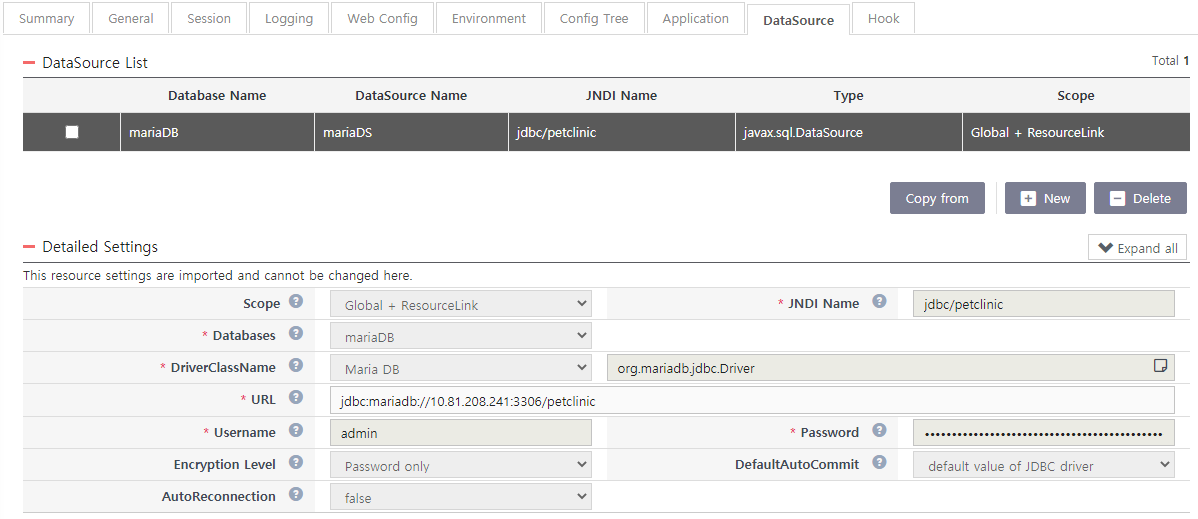 Summary General Session Logging Web Config Environment Config Tree Application DataSource Hook
DataSource List Total 1
Database Name DataSource Name JNDI Name Type Scope
mariaDB mariaDS jdbc/petclinic javax.sql.DataSource Global + ResourceLink
Copy from New Delete
Detailed Settings Expand all
This resource settings are imported and cannot be changed here.
Scope ? Global + ResourceLink * JNDI Name ? jdbc/petclinic
* Databases ? mariaDB
* DriverClassName ? Maria DB org.mariadb.jdbc.Driver
* URL ? jdbc:mariadb://10.81.208.241:3306/petclinic
* Username ? admin * Password ? ••••••••••••••••••••••••••••••••••••••••••••
Encryption Level ? Password only DefaultAutoCommit ? default value of JDBC driver
AutoReconnection ? false